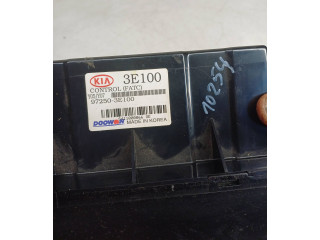 KIA 3E100
CONTROL (FATC)
97250-3E100
DOOWON
MADE IN KOREA
10254